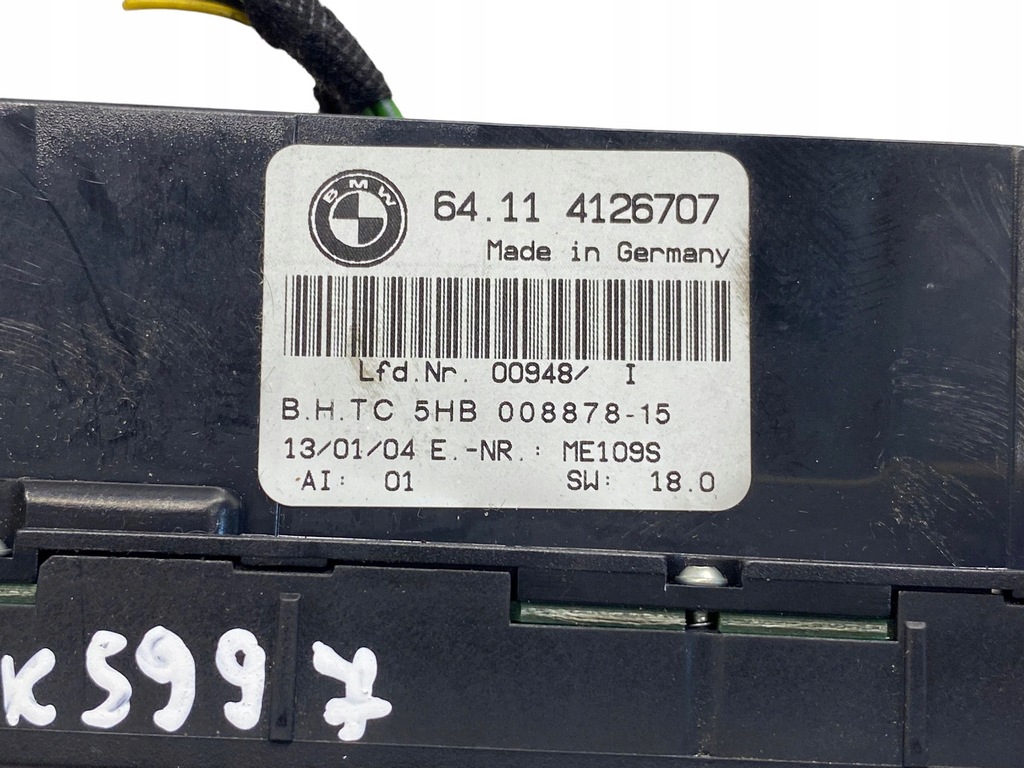 BMW
64.11 4126707
Made in Germany
Lfd.Nr. 00948/ I
B.H.TC 5HB 008878-15
13/01/04 E.-NR.: ME109S
AI: 01 SW: 18.0
K5997